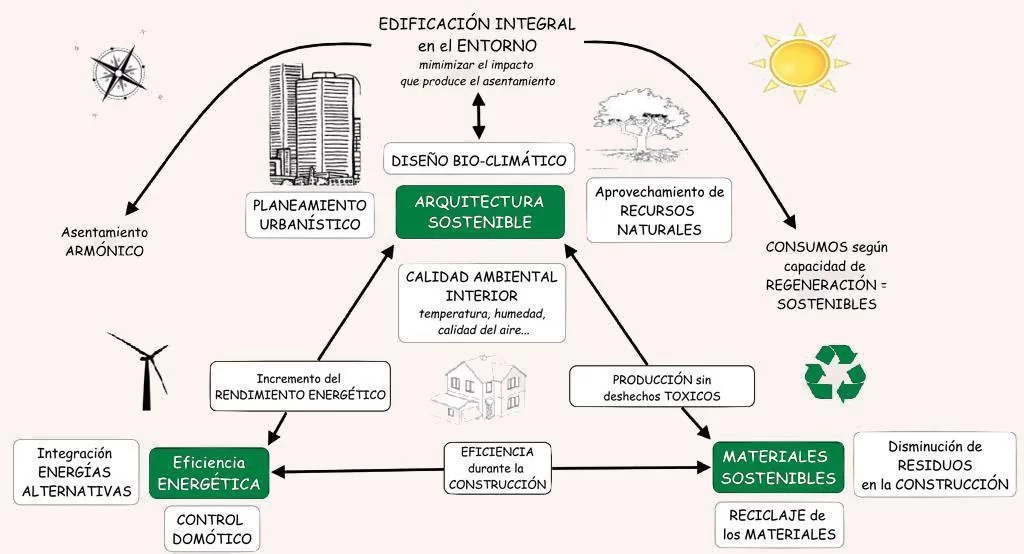 EDIFICACIÓN INTEGRAL
en el ENTORNO
mimimizar el impacto
que produce el asentamiento
DISEÑO BIO-CLIMÁTICO
PLANEAMIENTO
URBANÍSTICO
ARQUITECTURA
SOSTENIBLE
Aprovechamiento de
RECURSOS
NATURALES
Asentamiento
ARMÓNICO
CONSUMOS según
capacidad de
REGENERACIÓN =
SOSTENIBLES
CALIDAD AMBIENTAL
INTERIOR
temperatura, humedad,
calidad del aire...
Incremento del
RENDIMIENTO ENERGÉTICO
PRODUCCIÓN sin
deshechos TOXICOS
Integración
ENERGÍAS
ALTERNATIVAS
Eficiencia
ENERGÉTICA
EFICIENCIA
durante la
CONSTRUCCIÓN
MATERIALES
SOSTENIBLES
Disminución de
RESIDUOS
en la CONSTRUCCIÓN
CONTROL
DOMÓTICO
RECICLAJE de
los MATERIALES